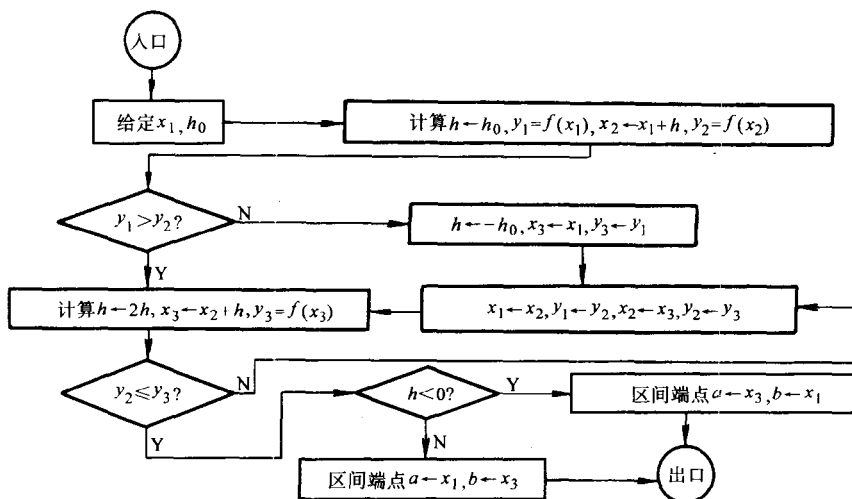 入口
给定x₁,h₀
计算h←h₀,y₁=f(x₁),x₂←x₁+h,y₂=f(x₂)
y₁>y₂?
N
h←-h₀,x₃←x₁,y₃←y₁
Y
计算h←2h,x₃←x₂+h,y₃=f(x₃)
x₁←x₂,y₁←y₂,x₂←x₃,y₂←y₃
y₂≤y₃?
N
h<0?
Y
区间端点a←x₃,b←x₁
Y
N
区间端点a←x₁,b←x₃
出口